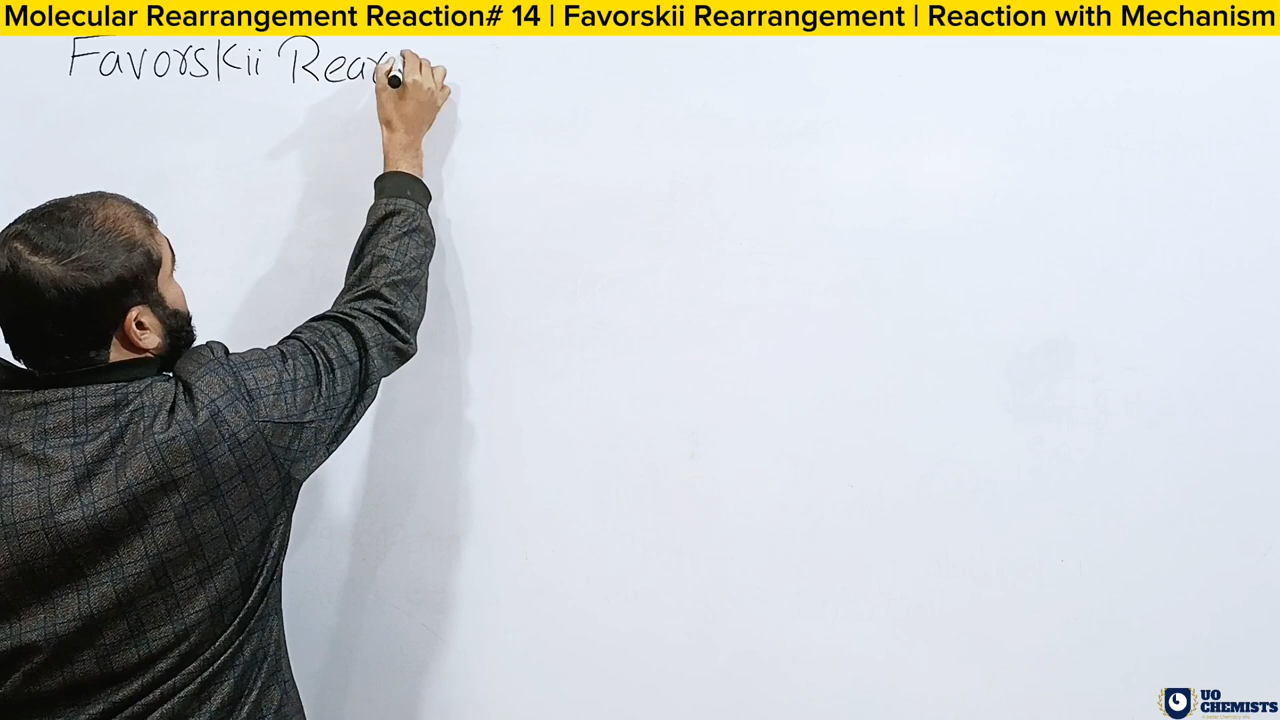 Molecular Rearrangement Reaction# 14 | Favorskii Rearrangement | Reaction with Mechanism
Favorskii Rear
UO
CHEMISTS